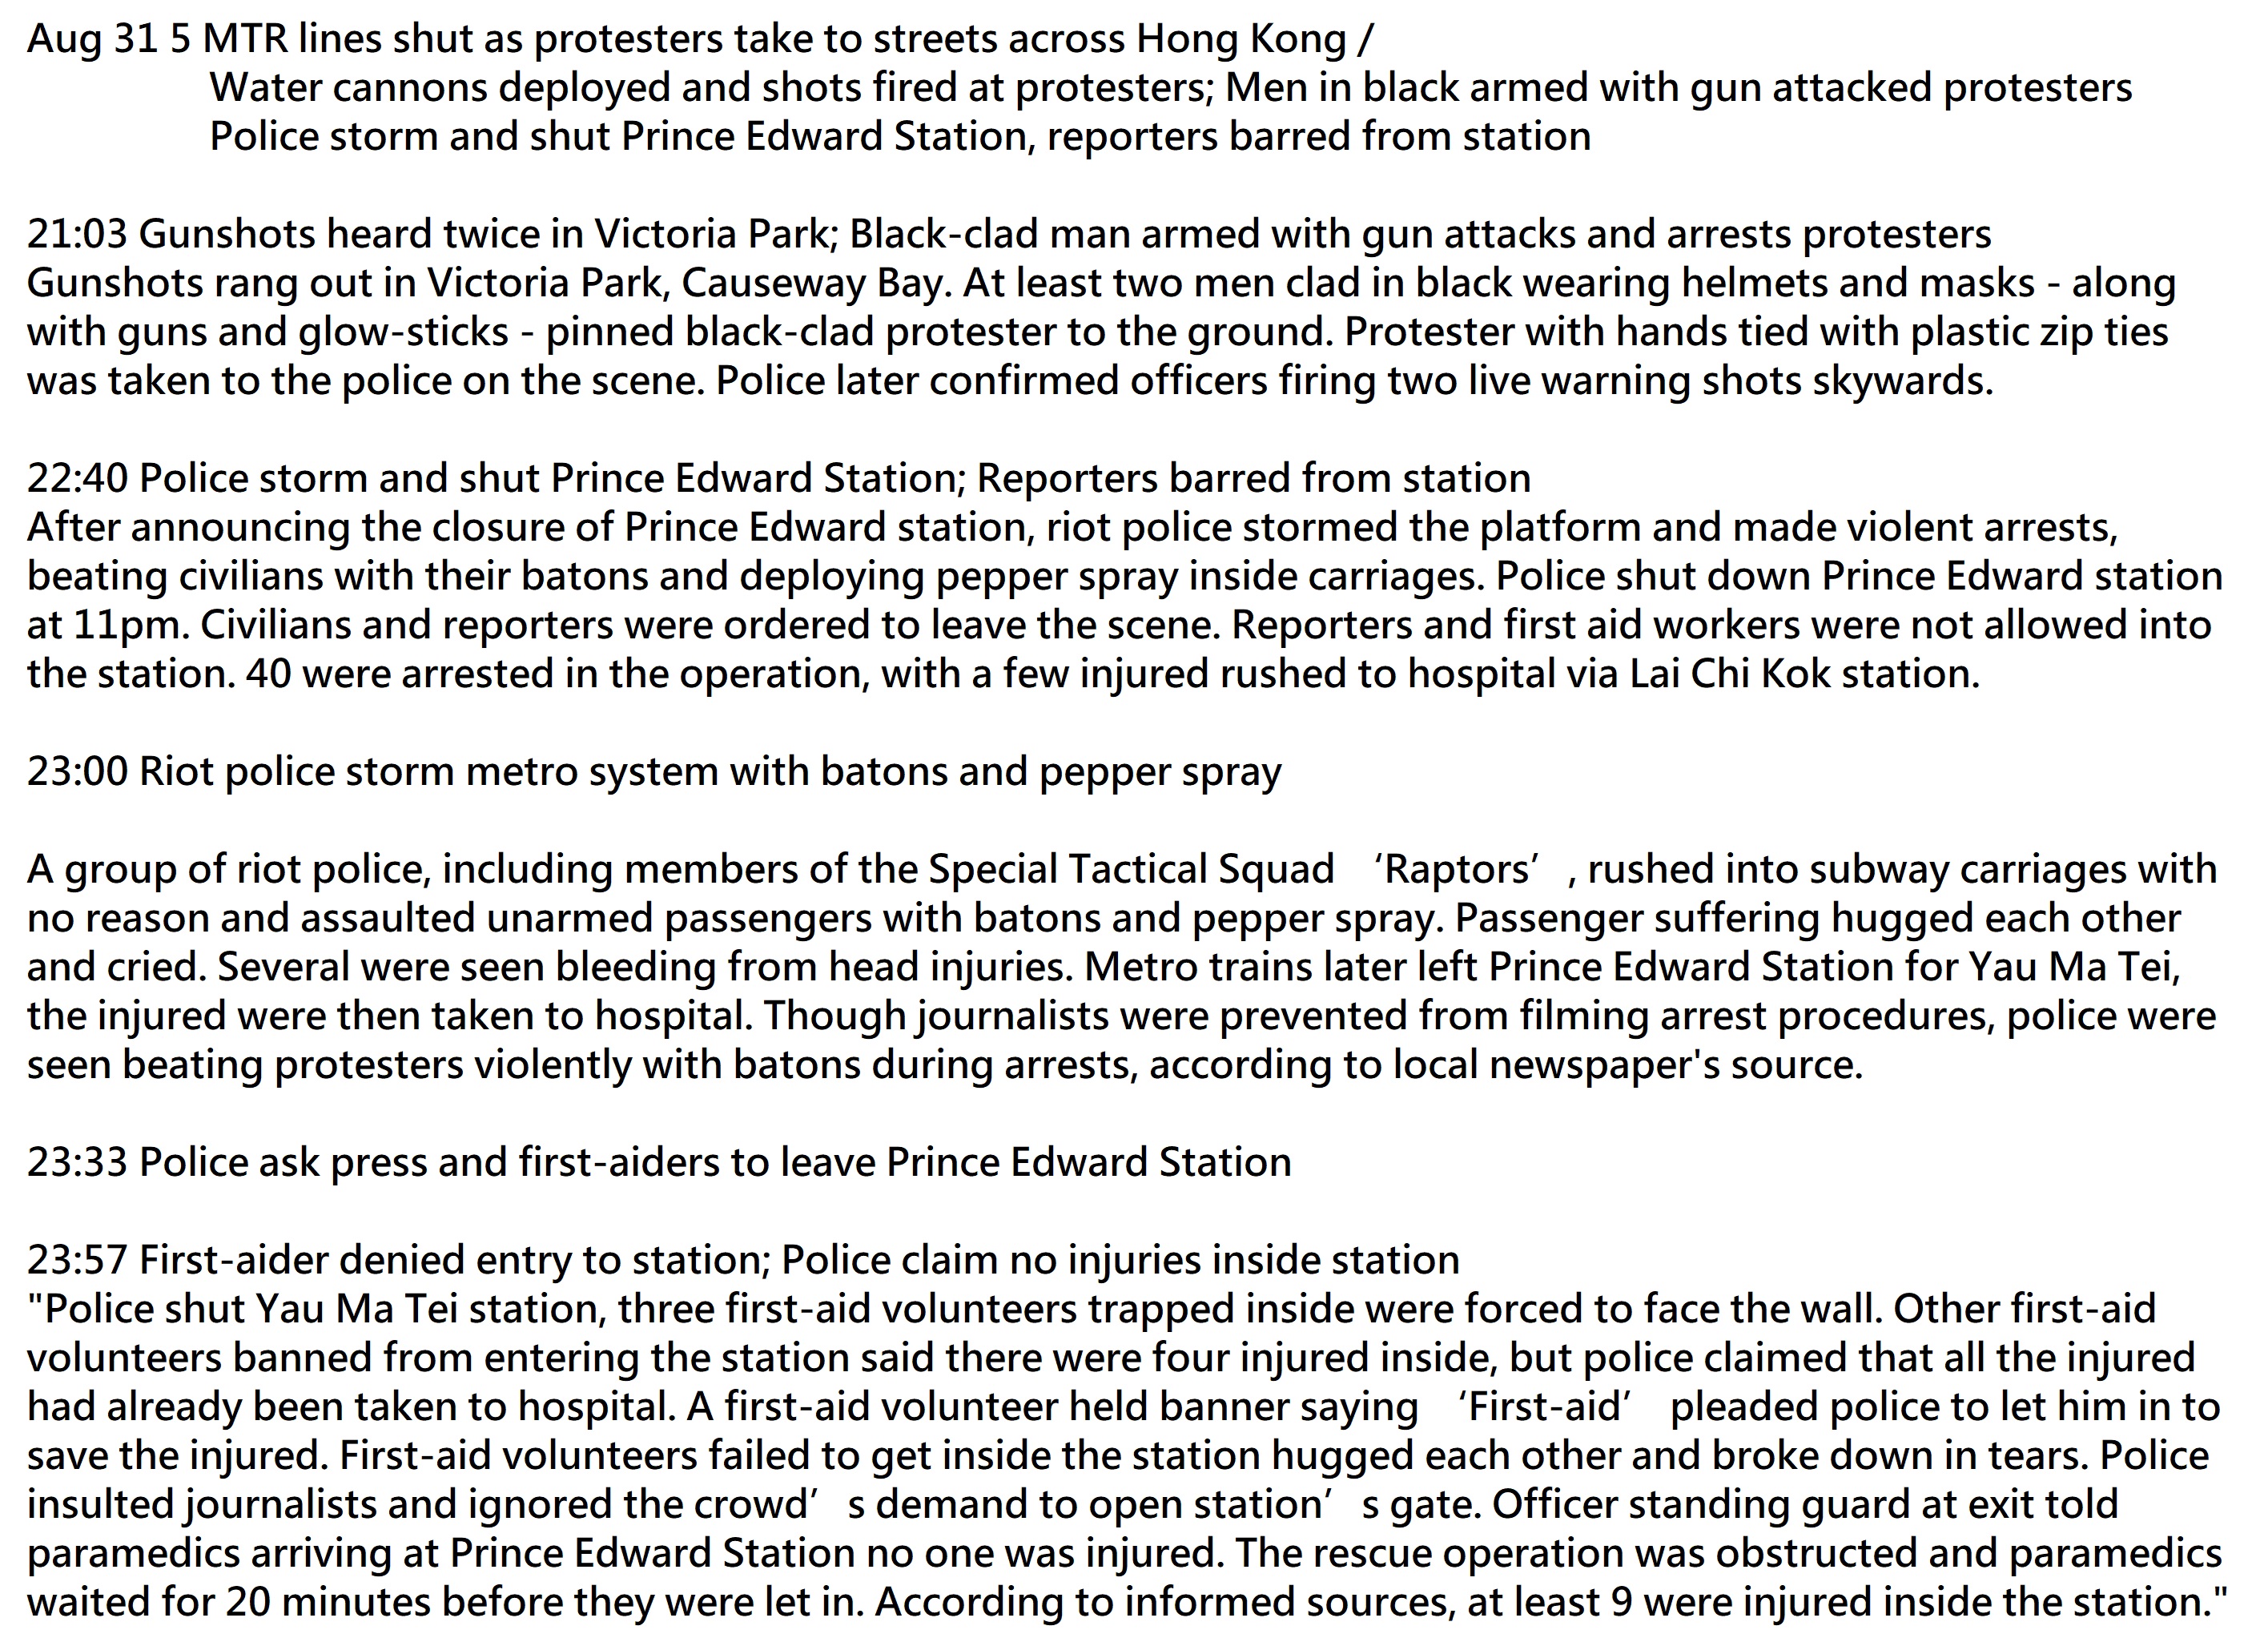 Aug 31 5 MTR lines shut as protesters take to streets across Hong Kong /
Water cannons deployed and shots fired at protesters; Men in black armed with gun attacked protesters
Police storm and shut Prince Edward Station, reporters barred from station
21:03 Gunshots heard twice in Victoria Park; Black-clad man armed with gun attacks and arrests protesters
Gunshots rang out in Victoria Park, Causeway Bay. At least two men clad in black wearing helmets and masks - along
with guns and glow-sticks - pinned black-clad protester to the ground. Protester with hands tied with plastic zip ties
was taken to the police on the scene. Police later confirmed officers firing two live warning shots skywards.
22:40 Police storm and shut Prince Edward Station; Reporters barred from station
After announcing the closure of Prince Edward station, riot police stormed the platform and made violent arrests,
beating civilians with their batons and deploying pepper spray inside carriages. Police shut down Prince Edward station
at 11pm. Civilians and reporters were ordered to leave the scene. Reporters and first aid workers were not allowed into
the station. 40 were arrested in the operation, with a few injured rushed to hospital via Lai Chi Kok station.
23:00 Riot police storm metro system with batons and pepper spray
A group of riot police, including members of the Special Tactical Squad ‘Raptors’, rushed into subway carriages with
no reason and assaulted unarmed passengers with batons and pepper spray. Passenger suffering hugged each other
and cried. Several were seen bleeding from head injuries. Metro trains later left Prince Edward Station for Yau Ma Tei,
the injured were then taken to hospital. Though journalists were prevented from filming arrest procedures, police were
seen beating protesters violently with batons during arrests, according to local newspaper's source.
23:33 Police ask press and first-aiders to leave Prince Edward Station
23:57 First-aider denied entry to station; Police claim no injuries inside station
"Police shut Yau Ma Tei station, three first-aid volunteers trapped inside were forced to face the wall. Other first-aid
volunteers banned from entering the station said there were four injured inside, but police claimed that all the injured
had already been taken to hospital. A first-aid volunteer held banner saying ‘First-aid’ pleaded police to let him in to
save the injured. First-aid volunteers failed to get inside the station hugged each other and broke down in tears. Police
insulted journalists and ignored the crowd’s demand to open station’s gate. Officer standing guard at exit told
paramedics arriving at Prince Edward Station no one was injured. The rescue operation was obstructed and paramedics
waited for 20 minutes before they were let in. According to informed sources, at least 9 were injured inside the station."